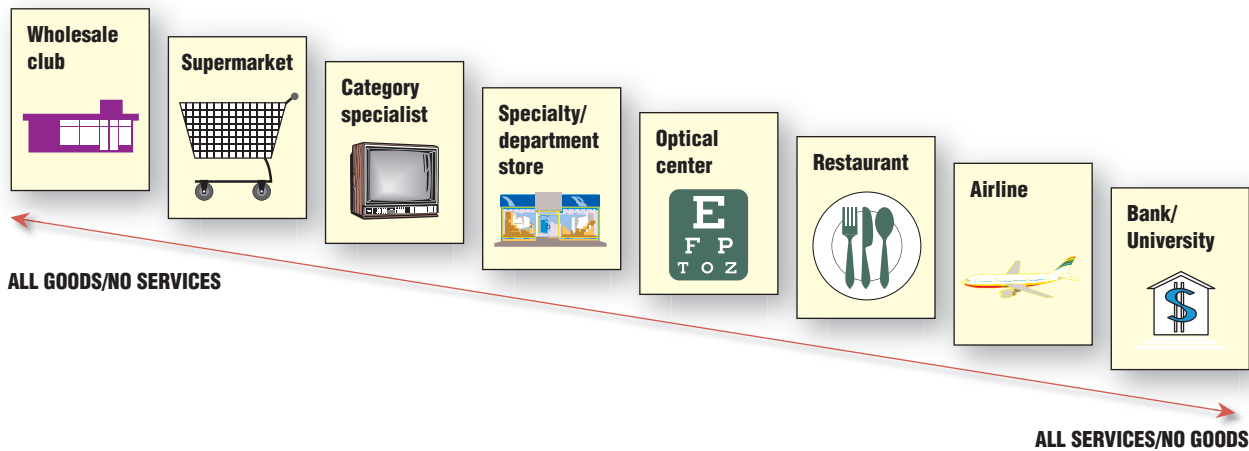 Wholesale
club
Supermarket
Category
specialist
Specialty/
department
store
Optical
center
E
F P
T O Z
Restaurant
Airline
Bank/
University
$
ALL GOODS/NO SERVICES
ALL SERVICES/NO GOODS